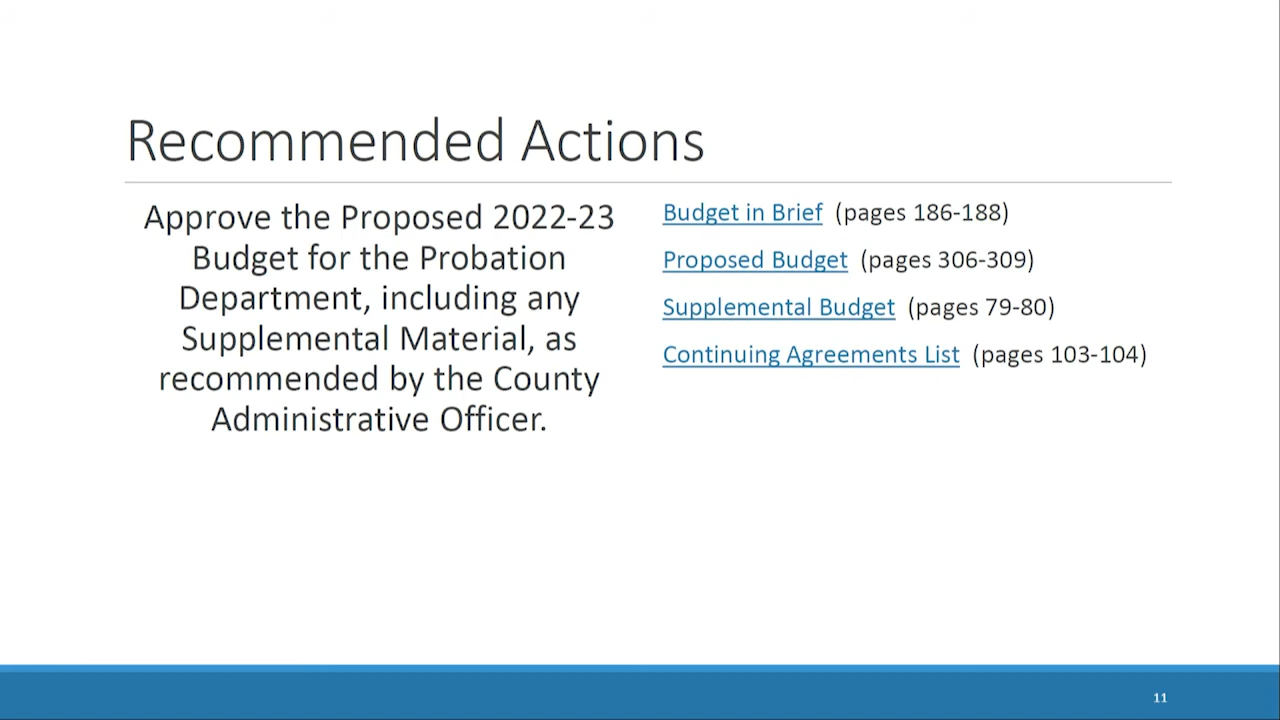 Recommended Actions
Approve the Proposed 2022-23
Budget for the Probation
Department, including any
Supplemental Material, as
recommended by the County
Administrative Officer.
Budget in Brief (pages 186-188)
Proposed Budget (pages 306-309)
Supplemental Budget (pages 79-80)
Continuing Agreements List (pages 103-104)
11